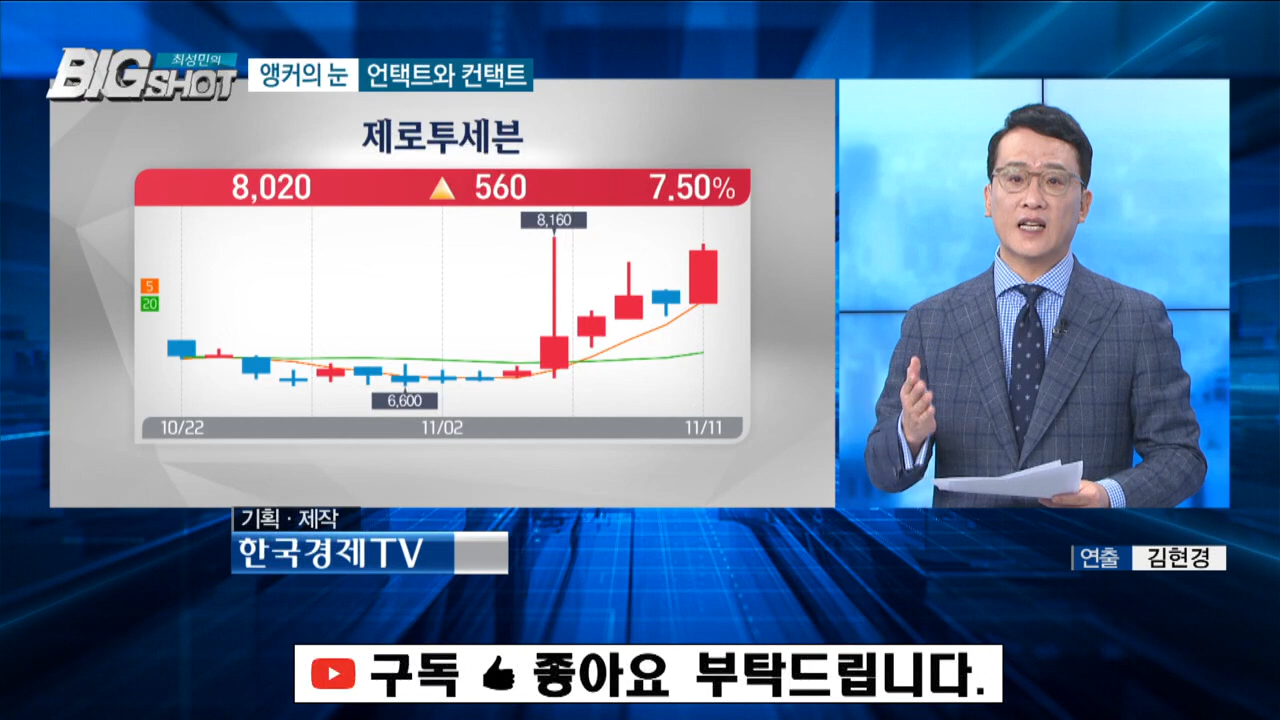 최성민의
BIGSHOT
앵커의 눈 언택트와 컨택트
제로투세븐
8,020 ▲ 560 7.50%
8,160
5
20
6,600
10/22 11/02 11/11
기획·제작
한국경제TV
연출 김현경
구독 좋아요 부탁드립니다.